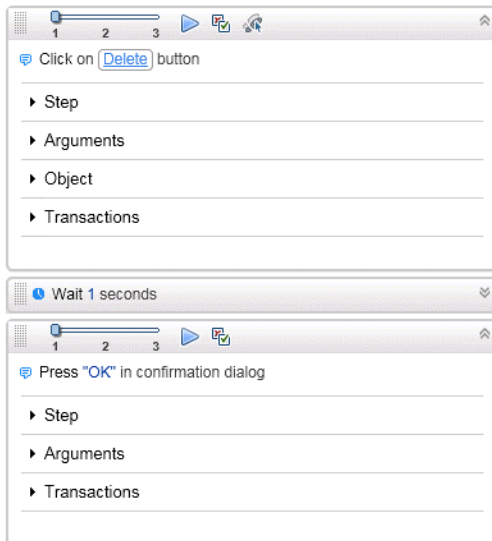 1 2 3
Click on Delete button
Step
Arguments
Object
Transactions
Wait 1 seconds
1 2 3
Press "OK" in confirmation dialog
Step
Arguments
Transactions